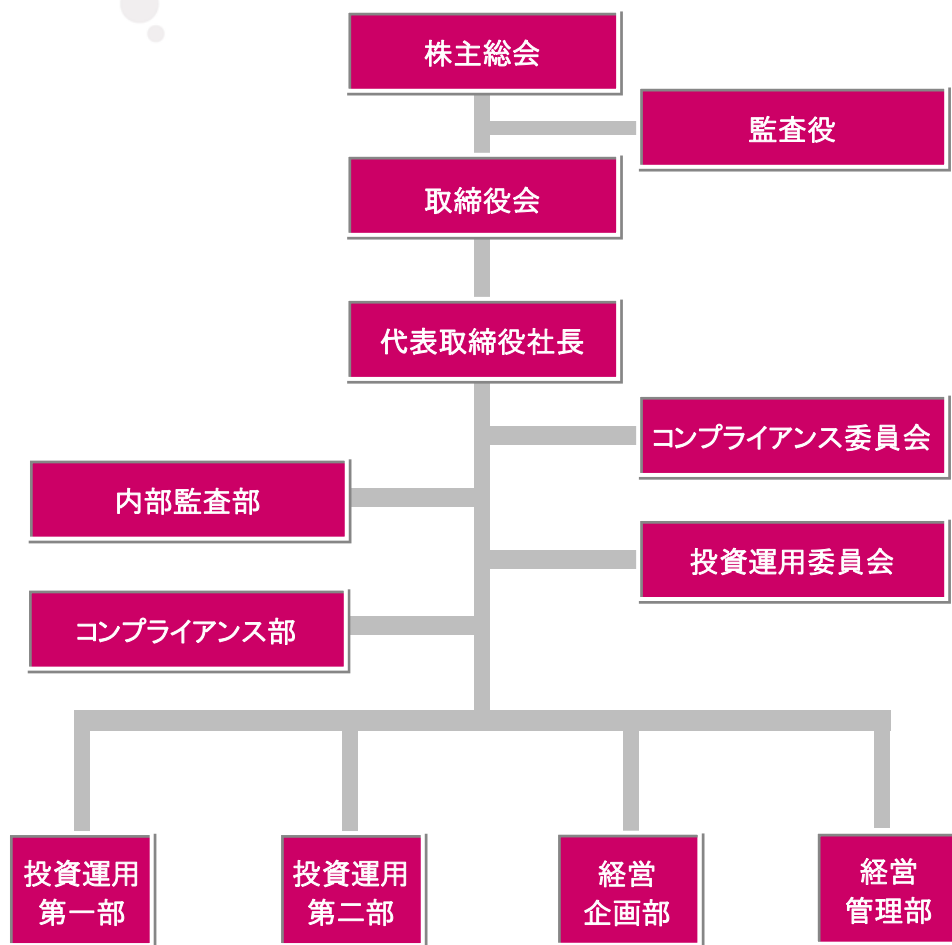 株主総会
監査役
取締役会
代表取締役社長
コンプライアンス委員会
内部監査部
投資運用委員会
コンプライアンス部
投資運用
第一部
投資運用
第二部
経営
企画部
経営
管理部